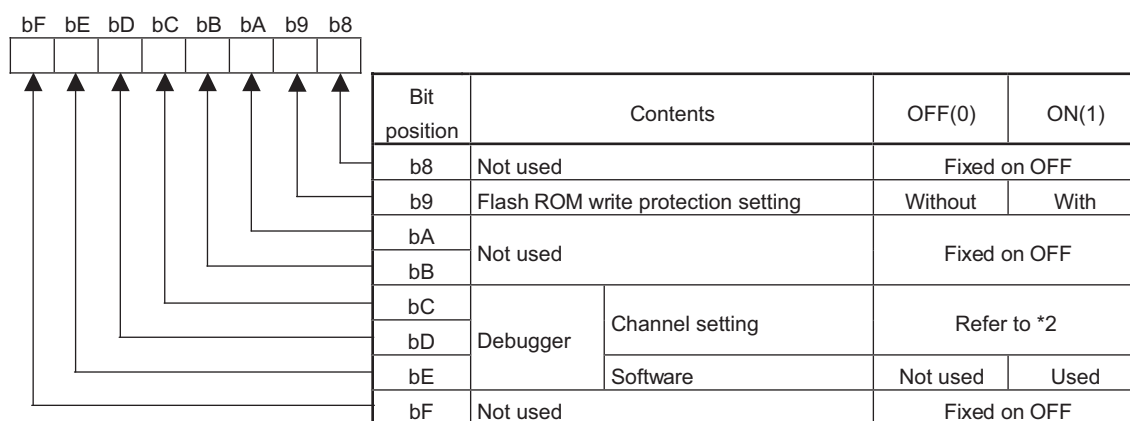 bF bE bD bC bB bA b9 b8
Bit position Contents OFF(0) ON(1)
b8 Not used Fixed on OFF
b9 Flash ROM write protection setting Without With
bA
Not used Fixed on OFF
bB
bC
Debugger Channel setting Refer to *2
bD
bE Software Not used Used
bF Not used Fixed on OFF